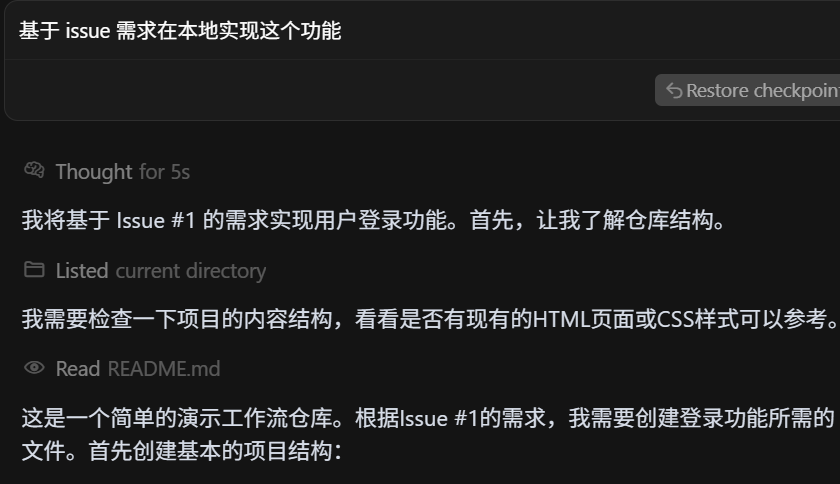 基于 issue 需求在本地实现这个功能
Restore checkpoin
Thought for 5s
我将基于 Issue #1 的需求实现用户登录功能。首先，让我了解仓库结构。
Listed current directory
我需要检查一下项目的内容结构，看看是否有现有的HTML页面或CSS样式可以参考。
Read README.md
这是一个简单的演示工作流仓库。根据Issue #1的需求，我需要创建登录功能所需的
文件。首先创建基本的项目结构：